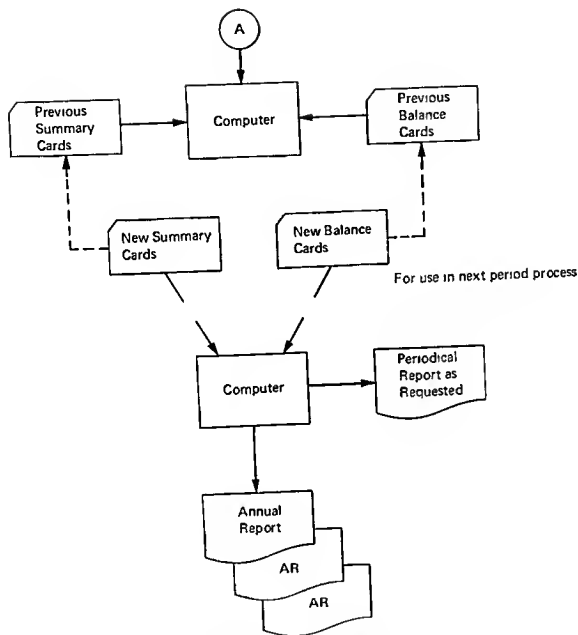 A
Previous
Summary
Cards
Computer
Previous
Balance
Cards
New Summary
Cards
New Balance
Cards
For use in next period process
Computer
Periodical
Report as
Requested
Annual
Report
AR
AR